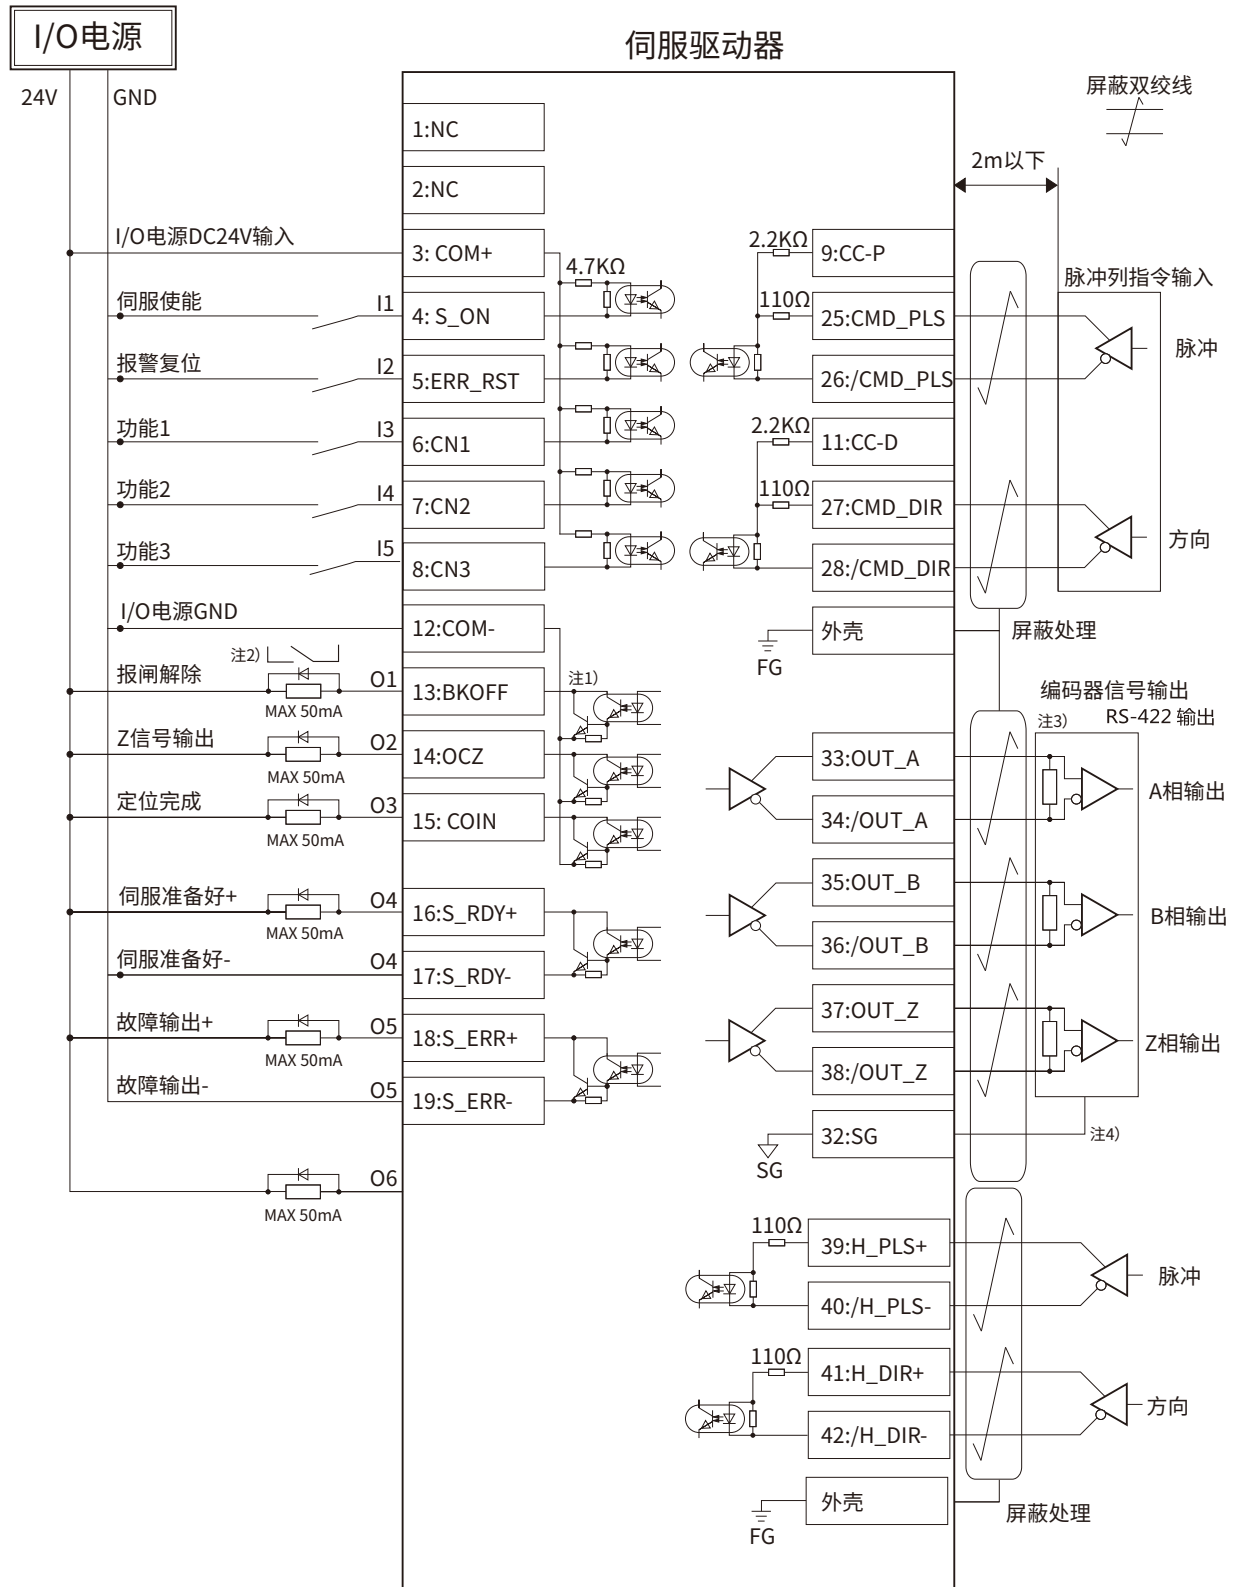 I/O电源
24V
GND
伺服驱动器
屏蔽双绞线
2m以下
1:NC
2:NC
I/O电源DC24V输入
3: COM+
4.7KΩ
伺服使能
I1
4: S_ON
报警复位
I2
5:ERR_RST
功能1
I3
6:CN1
功能2
I4
7:CN2
功能3
I5
8:CN3
I/O电源GND
12:COM-
注2)
报闸解除
MAX 50mA
O1
13:BKOFF
注1)
Z信号输出
MAX 50mA
O2
14:OCZ
定位完成
MAX 50mA
O3
15: COIN
伺服准备好+
MAX 50mA
O4
16:S_RDY+
伺服准备好-
O4
17:S_RDY-
故障输出+
MAX 50mA
O5
18:S_ERR+
故障输出-
O5
19:S_ERR-
MAX 50mA
O6
2.2KΩ
9:CC-P
脉冲列指令输入
110Ω
25:CMD_PLS
脉冲
26:/CMD_PLS
2.2KΩ
11:CC-D
110Ω
27:CMD_DIR
方向
28:/CMD_DIR
外壳
FG
屏蔽处理
编码器信号输出
注3)
RS-422 输出
33:OUT_A
A相输出
34:/OUT_A
35:OUT_B
B相输出
36:/OUT_B
37:OUT_Z
Z相输出
38:/OUT_Z
32:SG
SG
注4)
110Ω
39:H_PLS+
脉冲
40:/H_PLS-
110Ω
41:H_DIR+
方向
42:/H_DIR-
外壳
FG
屏蔽处理